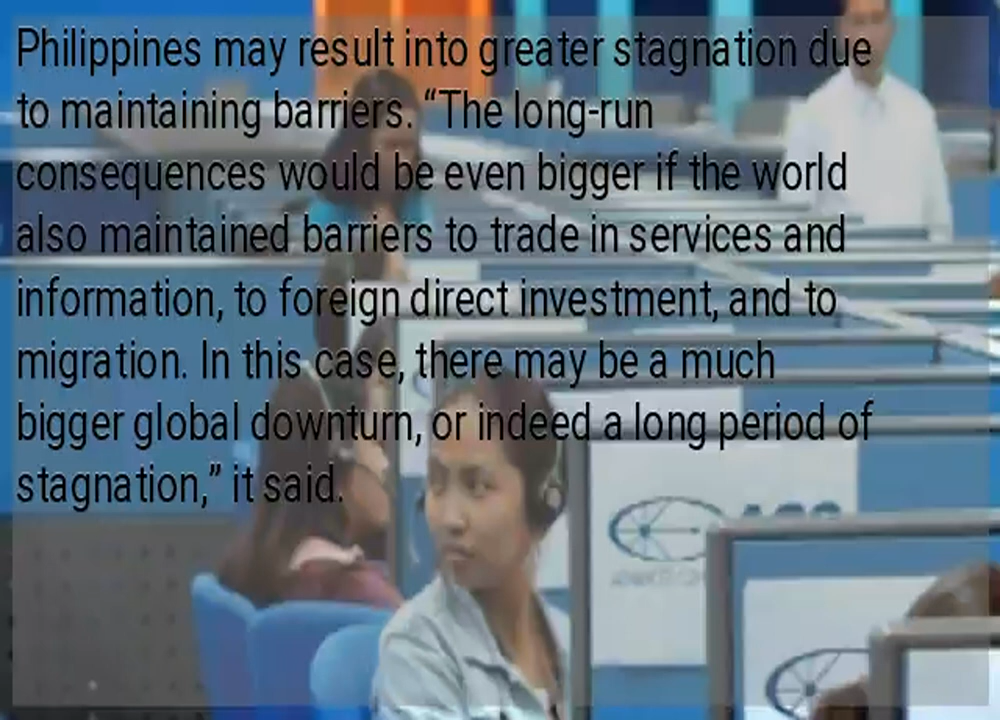 Philippines may result into greater stagnation due
to maintaining barriers. “The long-run
consequences would be even bigger if the world
also maintained barriers to trade in services and
information, to foreign direct investment, and to
migration. In this case, there may be a much
bigger global downturn, or indeed a long period of
stagnation,” it said.